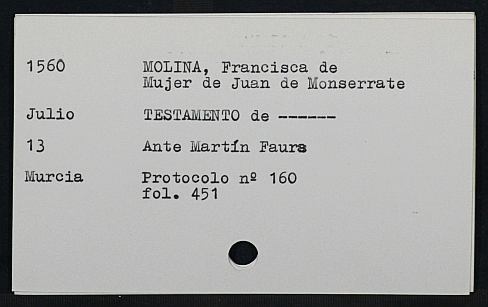 1560 MOLINA, Francisca de
Mujer de Juan de Monserrate
Julio TESTAMENTO de ------
13 Ante Martín Faura
Murcia Protocolo nº 160
fol. 451